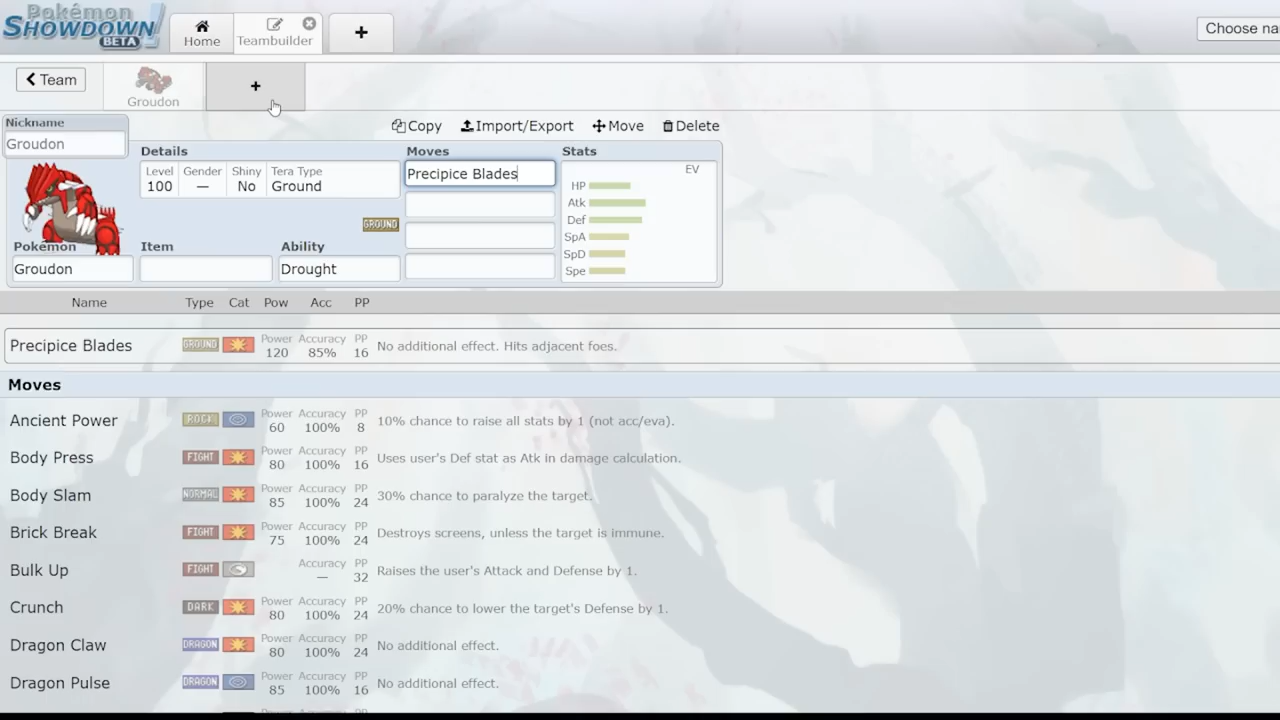 Pokémon
SHOWDOWN!
BETA
Home
Teambuilder
+
Choose na
Team
Groudon
+
Nickname
Groudon
Copy
Import/Export
Move
Delete
Details
Moves
Stats
Level
Gender
Shiny
Tera Type
100
—
No
Ground
Precipice Blades
EV
HP
Atk
Def
SpA
SpD
Spe
GROUND
Pokémon
Item
Ability
Groudon
Drought
Name Type Cat Pow Acc PP
Precipice Blades GROUND Power 120 Accuracy 85% PP 16 No additional effect. Hits adjacent foes.
Moves
Ancient Power ROCK Power 60 Accuracy 100% PP 8 10% chance to raise all stats by 1 (not acc/eva).
Body Press FIGHT Power 80 Accuracy 100% PP 16 Uses user's Def stat as Atk in damage calculation.
Body Slam NORMAL Power 85 Accuracy 100% PP 24 30% chance to paralyze the target.
Brick Break FIGHT Power 75 Accuracy 100% PP 24 Destroys screens, unless the target is immune.
Bulk Up FIGHT Accuracy — PP 32 Raises the user's Attack and Defense by 1.
Crunch DARK Power 80 Accuracy 100% PP 24 20% chance to lower the target's Defense by 1.
Dragon Claw DRAGON Power 80 Accuracy 100% PP 24 No additional effect.
Dragon Pulse DRAGON Power 85 Accuracy 100% PP 16 No additional effect.